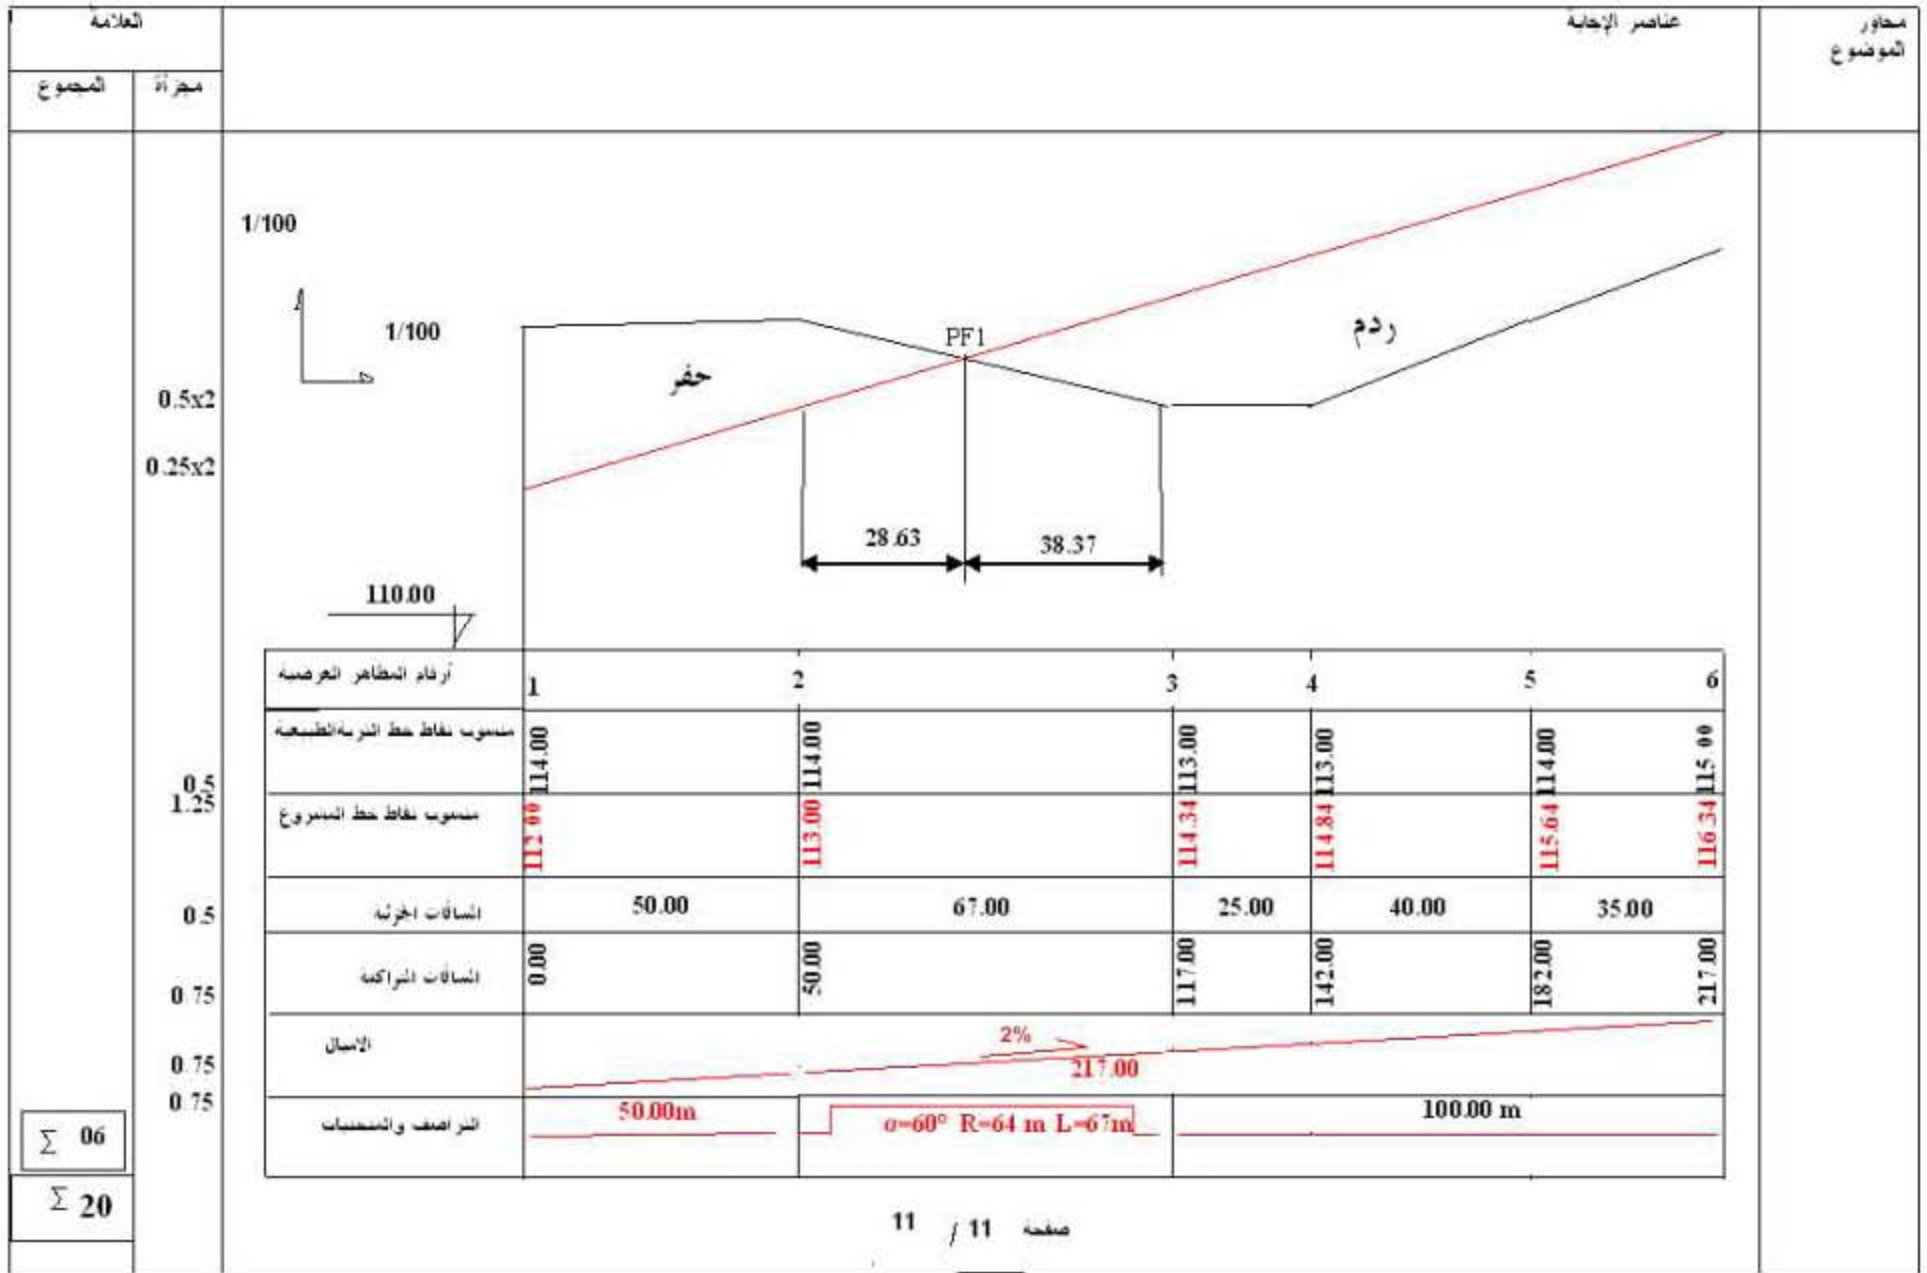 محاور
الموضوع
عناصر الإجابة
العلامة
مجزأة
المجموع
1/100
1/100
PF1
حفر
ردم
28.63
38.37
110.00
0.5x2
0.25x2
أرقام المظاهر العرضية
1 2 3 4 5 6
منسوب نقاط خط التربة الطبيعية
114.00 114.00 113.00 113.00 114.00 115.00
0.5
منسوب نقاط خط المشروع
112.00 113.00 114.34 114.84 115.64 116.34
1.25
المسافات الجزئية
50.00 67.00 25.00 40.00 35.00
0.5
المسافات المتراكمة
0.00 50.00 117.00 142.00 182.00 217.00
0.75
الاميال
2%
217.00
0.75
التراصف والمنحنيات
50.00m
α=60° R=64 m L=67m
100.00 m
0.75
∑ 06
∑ 20
صفحة 11 / 11